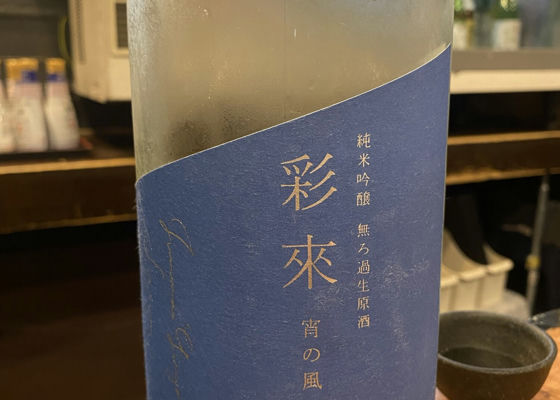 純米吟醸 無ろ過生原酒
彩來
宵の風